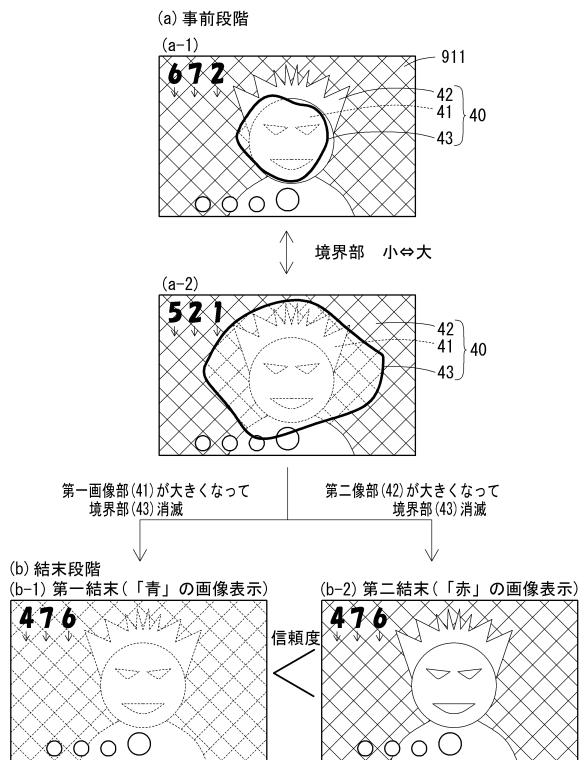 (a) 事前段階
(a-1)
672
911
42
41
40
43
境界部 小⇔大
(a-2)
521
42
41
40
43
第一画像部(41)が大きくなって
境界部(43)消滅
第二像部(42)が大きくなって
境界部(43)消滅
(b) 結末段階
(b-1) 第一結末(「青」の画像表示)
(b-2) 第二結末(「赤」の画像表示)
476
信頼度
476